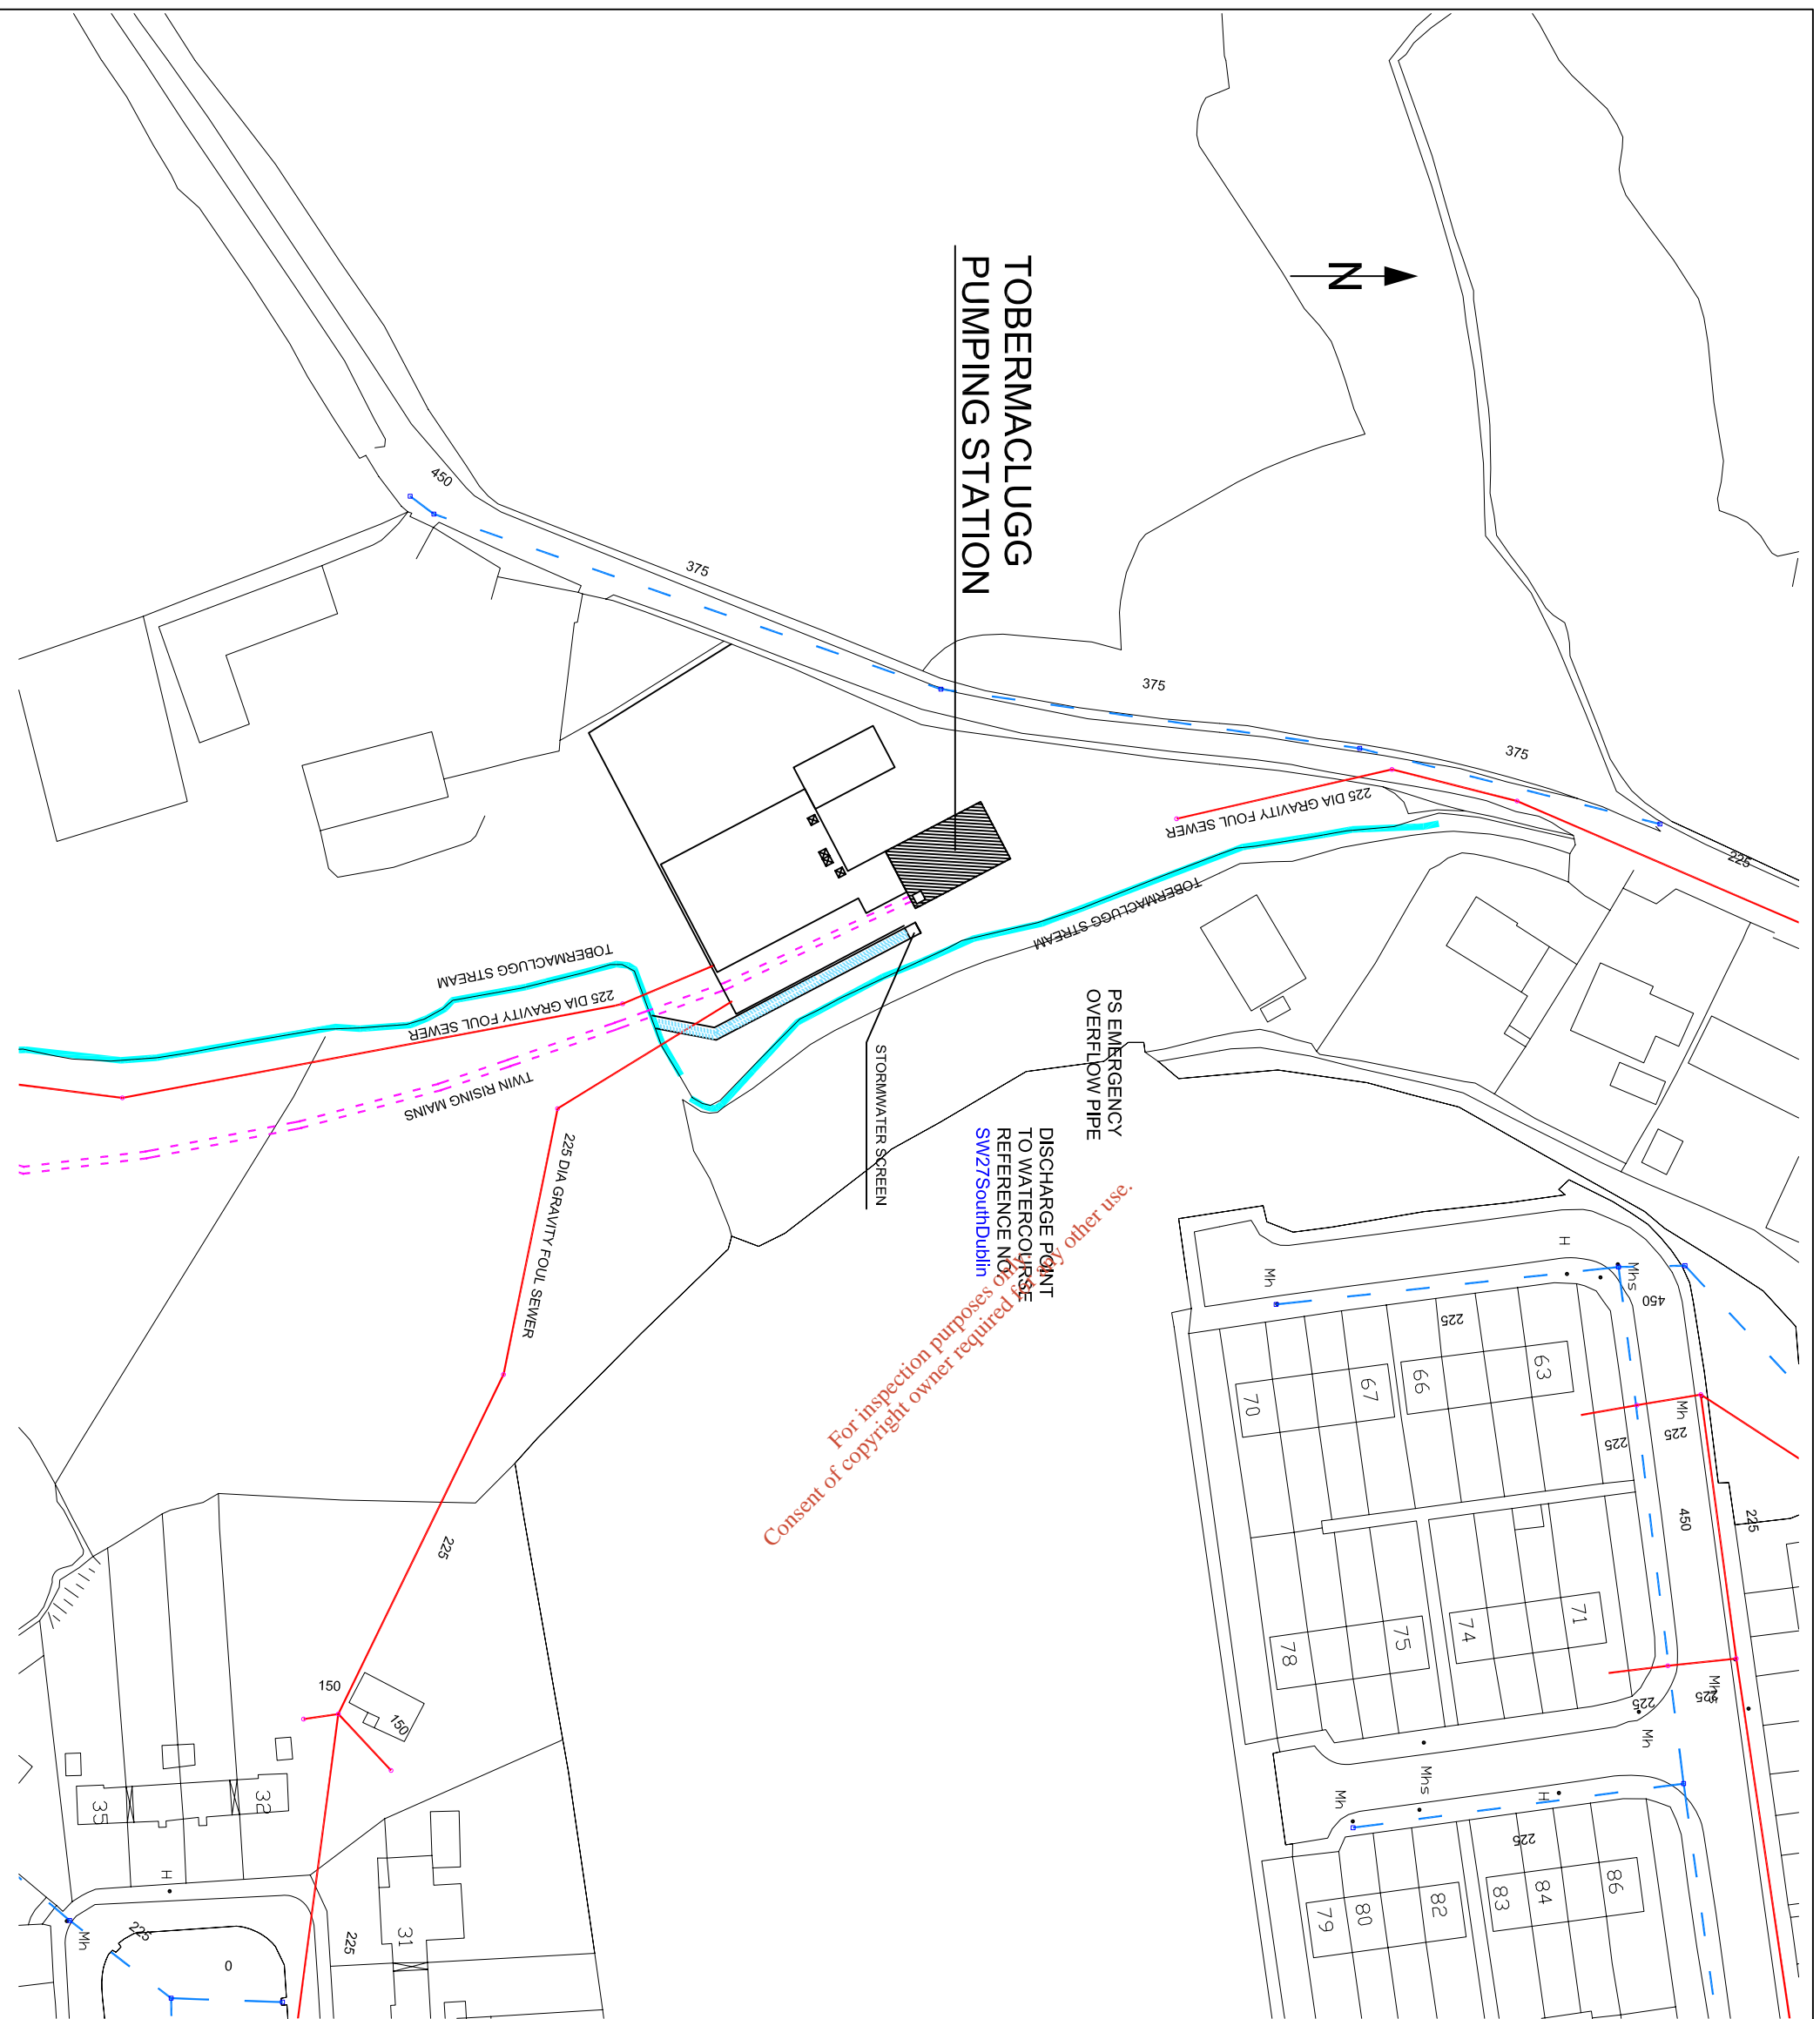 N
TOBERMACLUGG
PUMPING STATION
450
375
375
375
225
225 DIA GRAVITY FOUL SEWER
TOBERMACLUGG STREAM
TOBERMACLUGG STREAM
225 DIA GRAVITY FOUL SEWER
TWIN RISING MAINS
225 DIA GRAVITY FOUL SEWER
STORMWATER SCREEN
PS EMERGENCY
OVERFLOW PIPE
DISCHARGE POINT
TO WATERCOURSE
REFERENCE NO.
SW27SouthDublin
For inspection purposes only.
Consent of copyright owner required for any other use.
H
Mh
Mhs
450
225
70
67
66
63
Mh
225
225
450
225
78
75
74
71
225
225
Mhs
Mh
Mhs
Mh
H
225
79
80
82
83
84
86
225
150
150
35
32
H
31
225
225
Mh
0